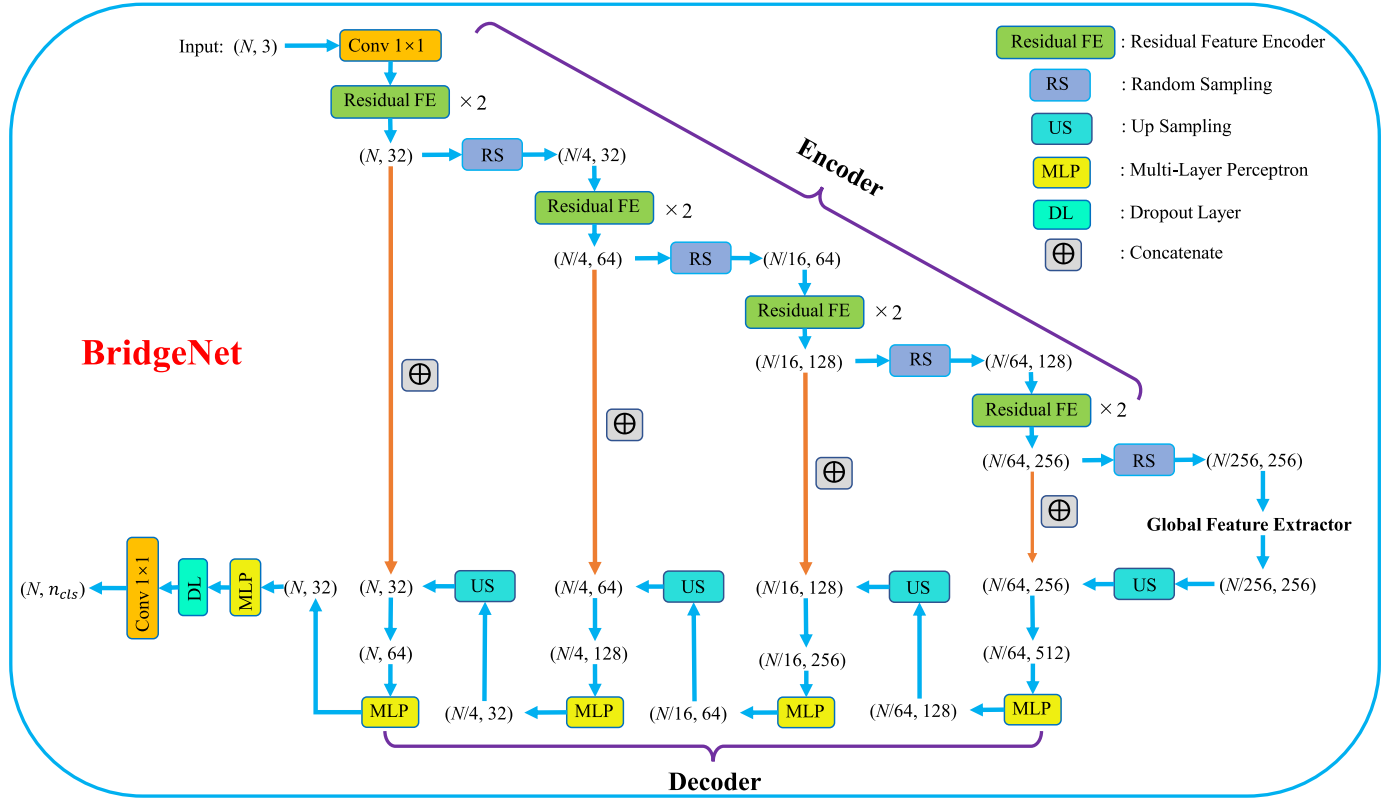 Input: (N, 3)
Conv 1×1
Residual FE
×2
(N, 32)
RS
(N/4, 32)
Residual FE
×2
(N/4, 64)
RS
(N/16, 64)
Residual FE
×2
(N/16, 128)
RS
(N/64, 128)
Residual FE
×2
(N/64, 256)
RS
(N/256, 256)
Global Feature Extractor
(N/256, 256)
Encoder
Residual FE : Residual Feature Encoder
RS : Random Sampling
US : Up Sampling
MLP : Multi-Layer Perceptron
DL : Dropout Layer
⊕ : Concatenate
BridgeNet
⊕
⊕
⊕
⊕
(N, n_cls)
Conv 1×1
DL
MLP
(N, 32)
(N, 32)
US
(N/4, 64)
US
(N/16, 128)
US
(N/64, 256)
US
(N, 64)
(N/4, 128)
(N/16, 256)
(N/64, 512)
MLP
(N/4, 32)
MLP
(N/16, 64)
MLP
(N/64, 128)
MLP
Decoder